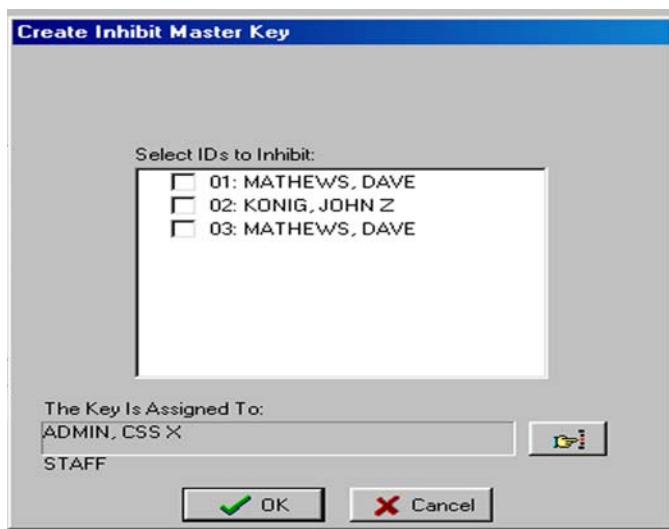 Create Inhibit Master Key
Select IDs to Inhibit:
01: MATHEWS, DAVE
02: KONIG, JOHN Z
03: MATHEWS, DAVE
The Key Is Assigned To:
ADMIN, CSS X
STAFF
OK
Cancel